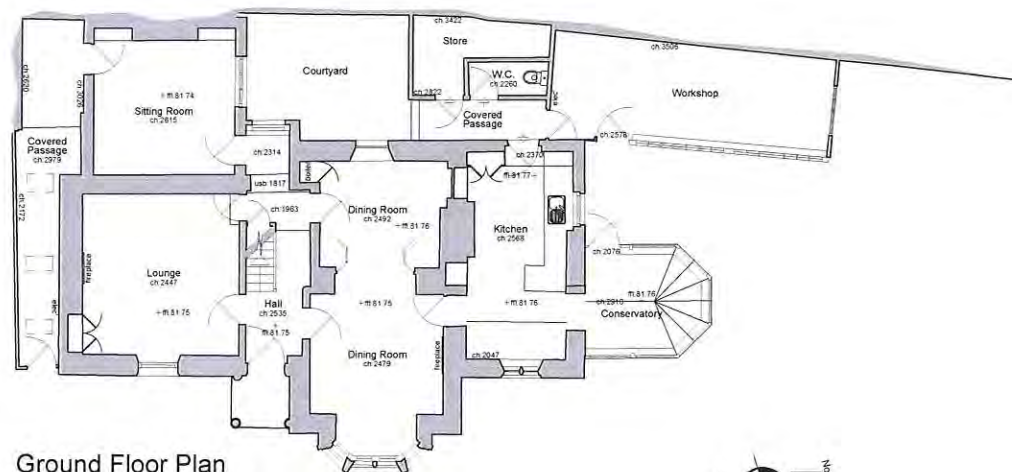 ch.3422
Store
ch.3506
Courtyard
W.C.
ch.2260
ch.2620
ch.3026
+ffl.81.74
Sitting Room
ch.2815
ch.2822
Workshop
Covered
Passage
ch.2578
Covered
Passage
ch.2979
ch.2314
ch.2370
ffl.81.77+
usb 1817
boiler
ch.2172
ch.1963
Dining Room
ch.2492
+ffl.81.76
Kitchen
ch.2568
ch.2076
fireplace
Lounge
ch.2447
ffl.81.76
+ffl.81.75
Hall
ch.2535
+ffl.81.75
+ffl.81.76
ch.2910
Conservatory
elec
+
ffl.81.75
Dining Room
ch.2479
fireplace
ch.2047
Ground Floor Plan